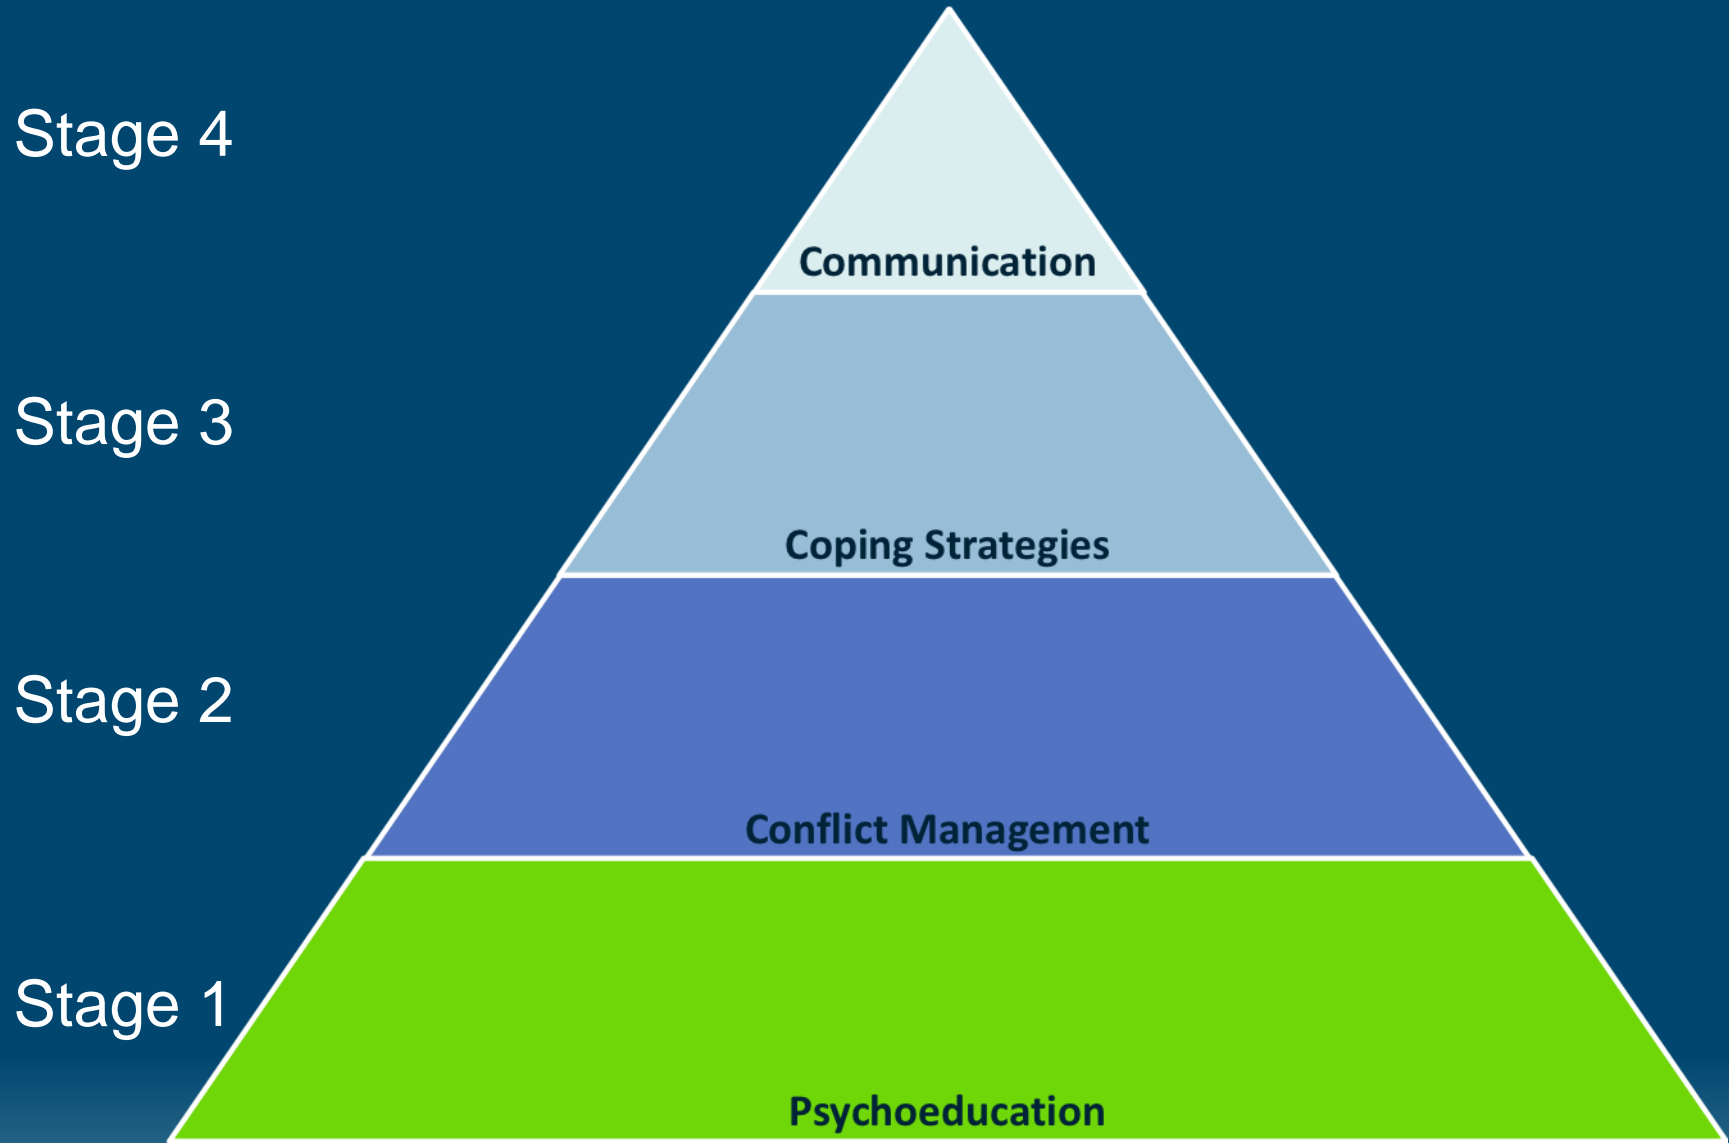 Stage 4
Communication
Stage 3
Coping Strategies
Stage 2
Conflict Management
Stage 1
Psychoeducation